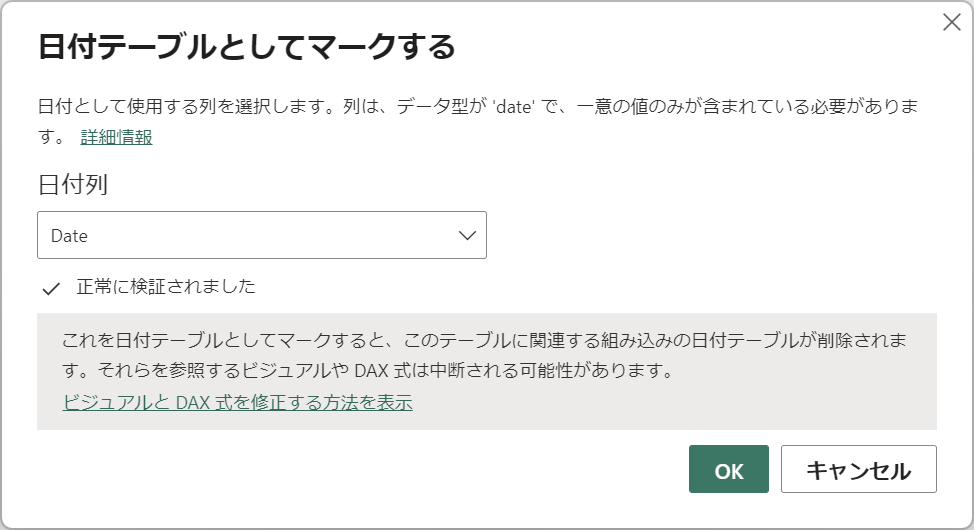 日付テーブルとしてマークする
日付として使用する列を選択します。列は、データ型が 'date' で、一意の値のみが含まれている必要がありま
す。 詳細情報
日付列
Date
正常に検証されました
これを日付テーブルとしてマークすると、このテーブルに関連する組み込みの日付テーブルが削除されま
す。それらを参照するビジュアルや DAX 式は中断される可能性があります。
ビジュアルと DAX 式を修正する方法を表示
OK キャンセル